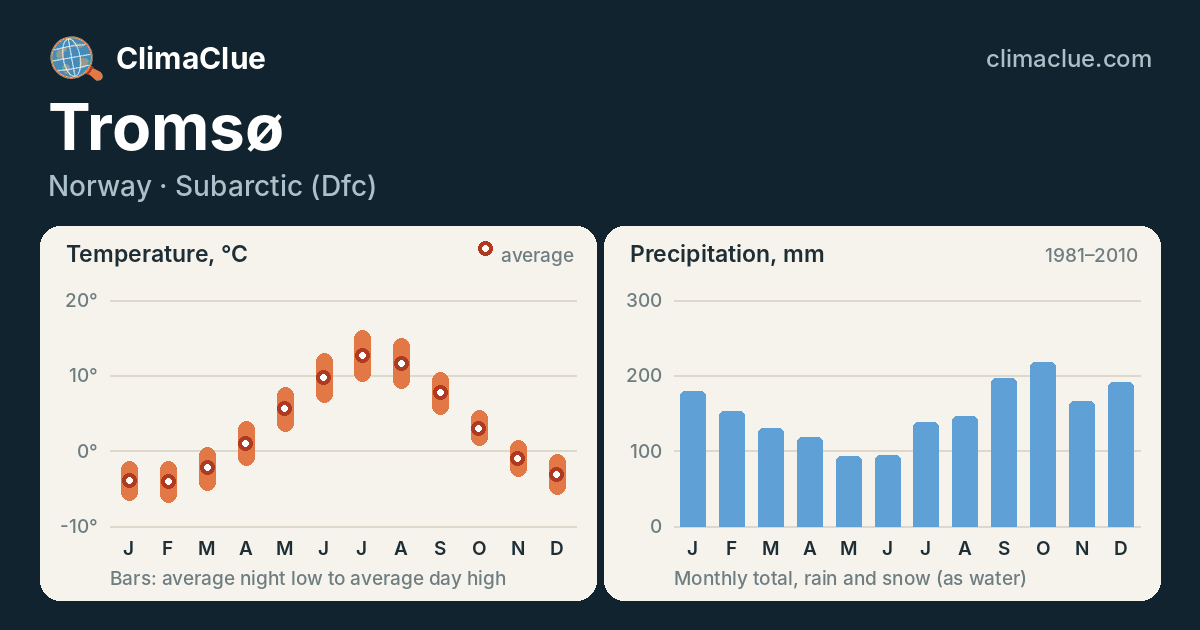 ClimaClue
climaclue.com
Tromsø
Norway · Subarctic (Dfc)
Temperature, °C
average
20°
10°
0°
-10°
J F M A M J J A S O N D
Bars: average night low to average day high
Precipitation, mm
1981–2010
300
200
100
0
J F M A M J J A S O N D
Monthly total, rain and snow (as water)